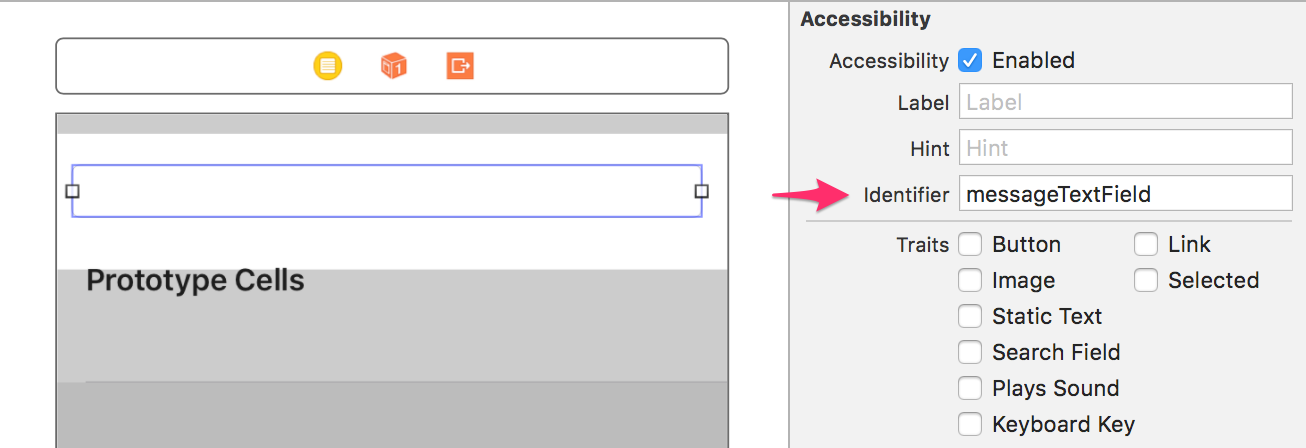 Accessibility
Accessibility Enabled
Label Label
Hint Hint
Identifier messageTextField
Traits Button Link
Image Selected
Static Text
Search Field
Plays Sound
Keyboard Key
1
Prototype Cells